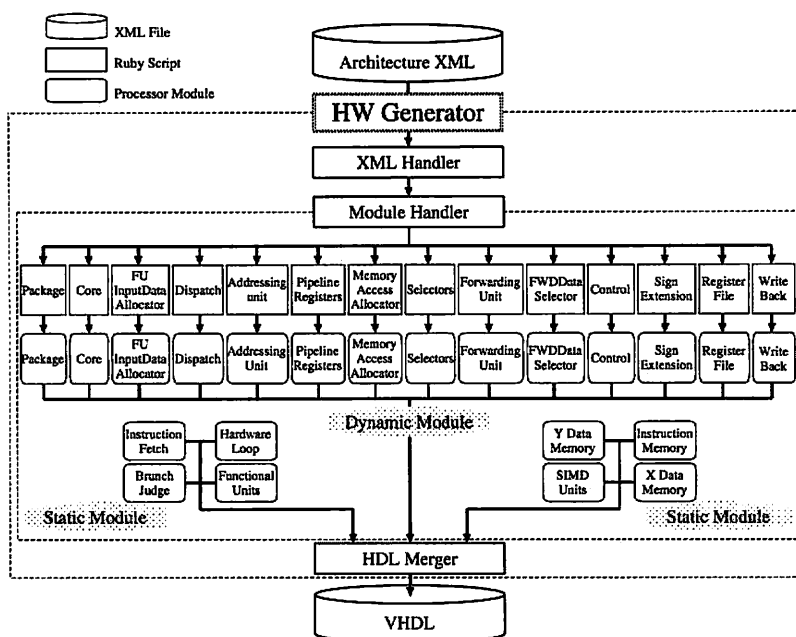 XML File
Ruby Script
Processor Module
Architecture XML
HW Generator
XML Handler
Module Handler
Package
Core
FU
InputData
Allocator
Dispatch
Addressing
unit
Pipeline
Registers
Memory
Access
Allocator
Selectors
Forwarding
Unit
FWDData
Selector
Control
Sign
Extension
Register
File
Write
Back
Package
Core
FU
InputData
Allocator
Dispatch
Addressing
Unit
Pipeline
Registers
Memory
Access
Allocator
Selectors
Forwarding
Unit
FWDData
Selector
Control
Sign
Extension
Register
File
Write
Back
Dynamic Module
Instruction
Fetch
Hardware
Loop
Brunch
Judge
Functional
Units
Static Module
Y Data
Memory
Instruction
Memory
SIMD
Units
X Data
Memory
Static Module
HDL Merger
VHDL